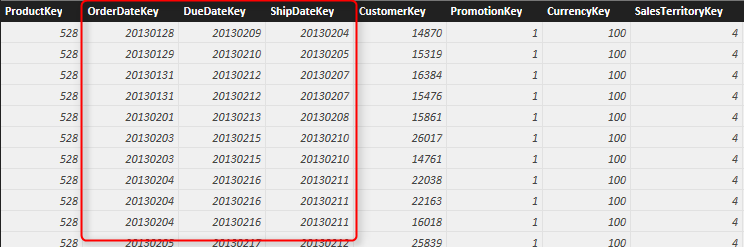 ProductKey OrderDateKey DueDateKey ShipDateKey CustomerKey PromotionKey CurrencyKey SalesTerritoryKey
528 20130128 20130209 20130204 14870 1 100 4
528 20130129 20130210 20130205 15319 1 100 4
528 20130131 20130212 20130207 16384 1 100 4
528 20130131 20130212 20130207 15476 1 100 4
528 20130201 20130213 20130208 15861 1 100 4
528 20130203 20130215 20130210 26017 1 100 4
528 20130203 20130215 20130210 14761 1 100 4
528 20130204 20130216 20130211 22038 1 100 4
528 20130204 20130216 20130211 22163 1 100 4
528 20130204 20130216 20130211 16018 1 100 4
528 20130205 20130217 20130212 25839 1 100 4